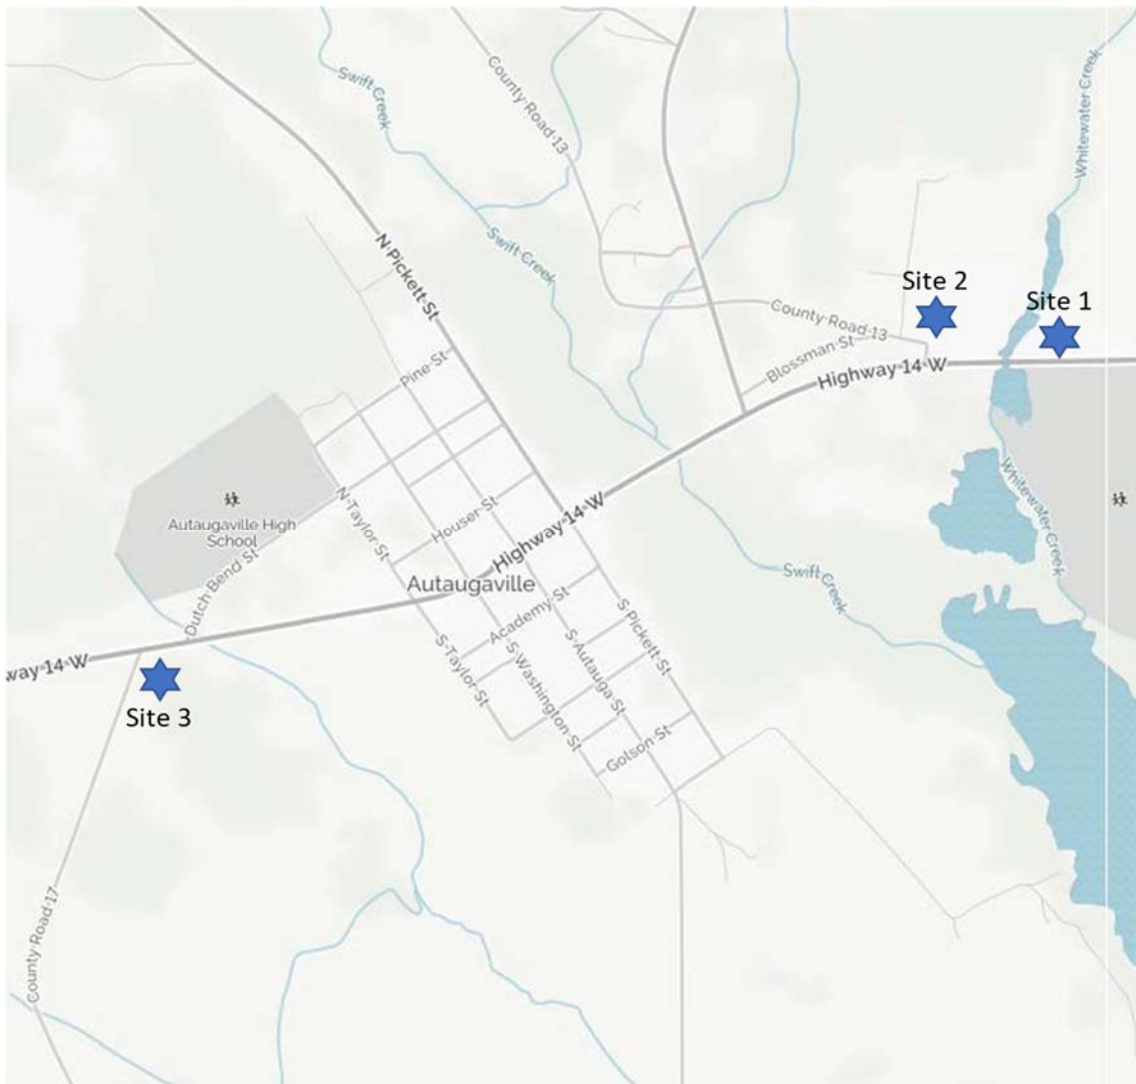 Swift Creek
County Road 13
Whitewater Creek
N Pickett St
Swift Creek
Site 2
Site 1
County Road 13
Blossman St
Highway 14 W
Pine St
Whitewater Creek
N Taylor St
Houser St
Highway 14 W
Autaugaville High
School
Dutch Bend St
Autaugaville
Swift Creek
Academy St
S Pickett St
S Taylor St
S Washington St
S Autauga St
way 14 W
Site 3
Golson St
County Road 17